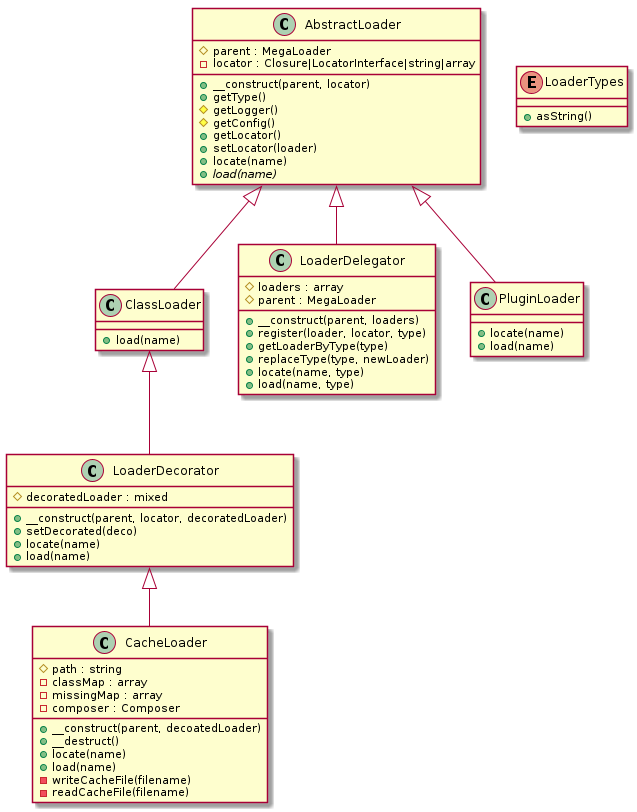 C AbstractLoader
parent : MegaLoader
locator : Closure|LocatorInterface|string|array
__construct(parent, locator)
getType()
getLogger()
getConfig()
getLocator()
setLocator(loader)
locate(name)
load(name)
E LoaderTypes
asString()
C ClassLoader
load(name)
C LoaderDelegator
loaders : array
parent : MegaLoader
__construct(parent, loaders)
register(loader, locator, type)
getLoaderByType(type)
replaceType(type, newLoader)
locate(name, type)
load(name, type)
C PluginLoader
locate(name)
load(name)
C LoaderDecorator
decoratedLoader : mixed
__construct(parent, locator, decoratedLoader)
setDecorated(deco)
locate(name)
load(name)
C CacheLoader
path : string
classMap : array
missingMap : array
composer : Composer
__construct(parent, decoatedLoader)
__destruct()
locate(name)
load(name)
writeCacheFile(filename)
readCacheFile(filename)